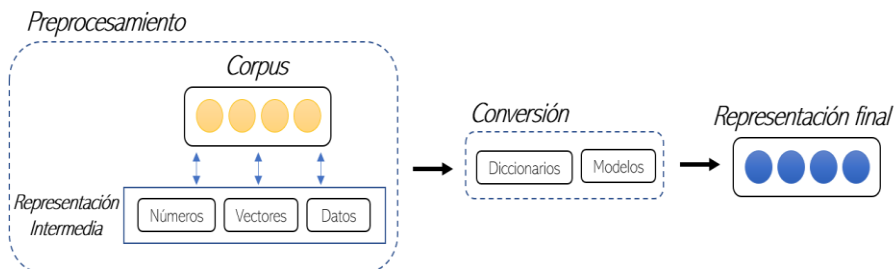 Preprocesamiento
Corpus
Representación
Intermedia
Números
Vectores
Datos
Conversión
Diccionarios
Modelos
Representación final